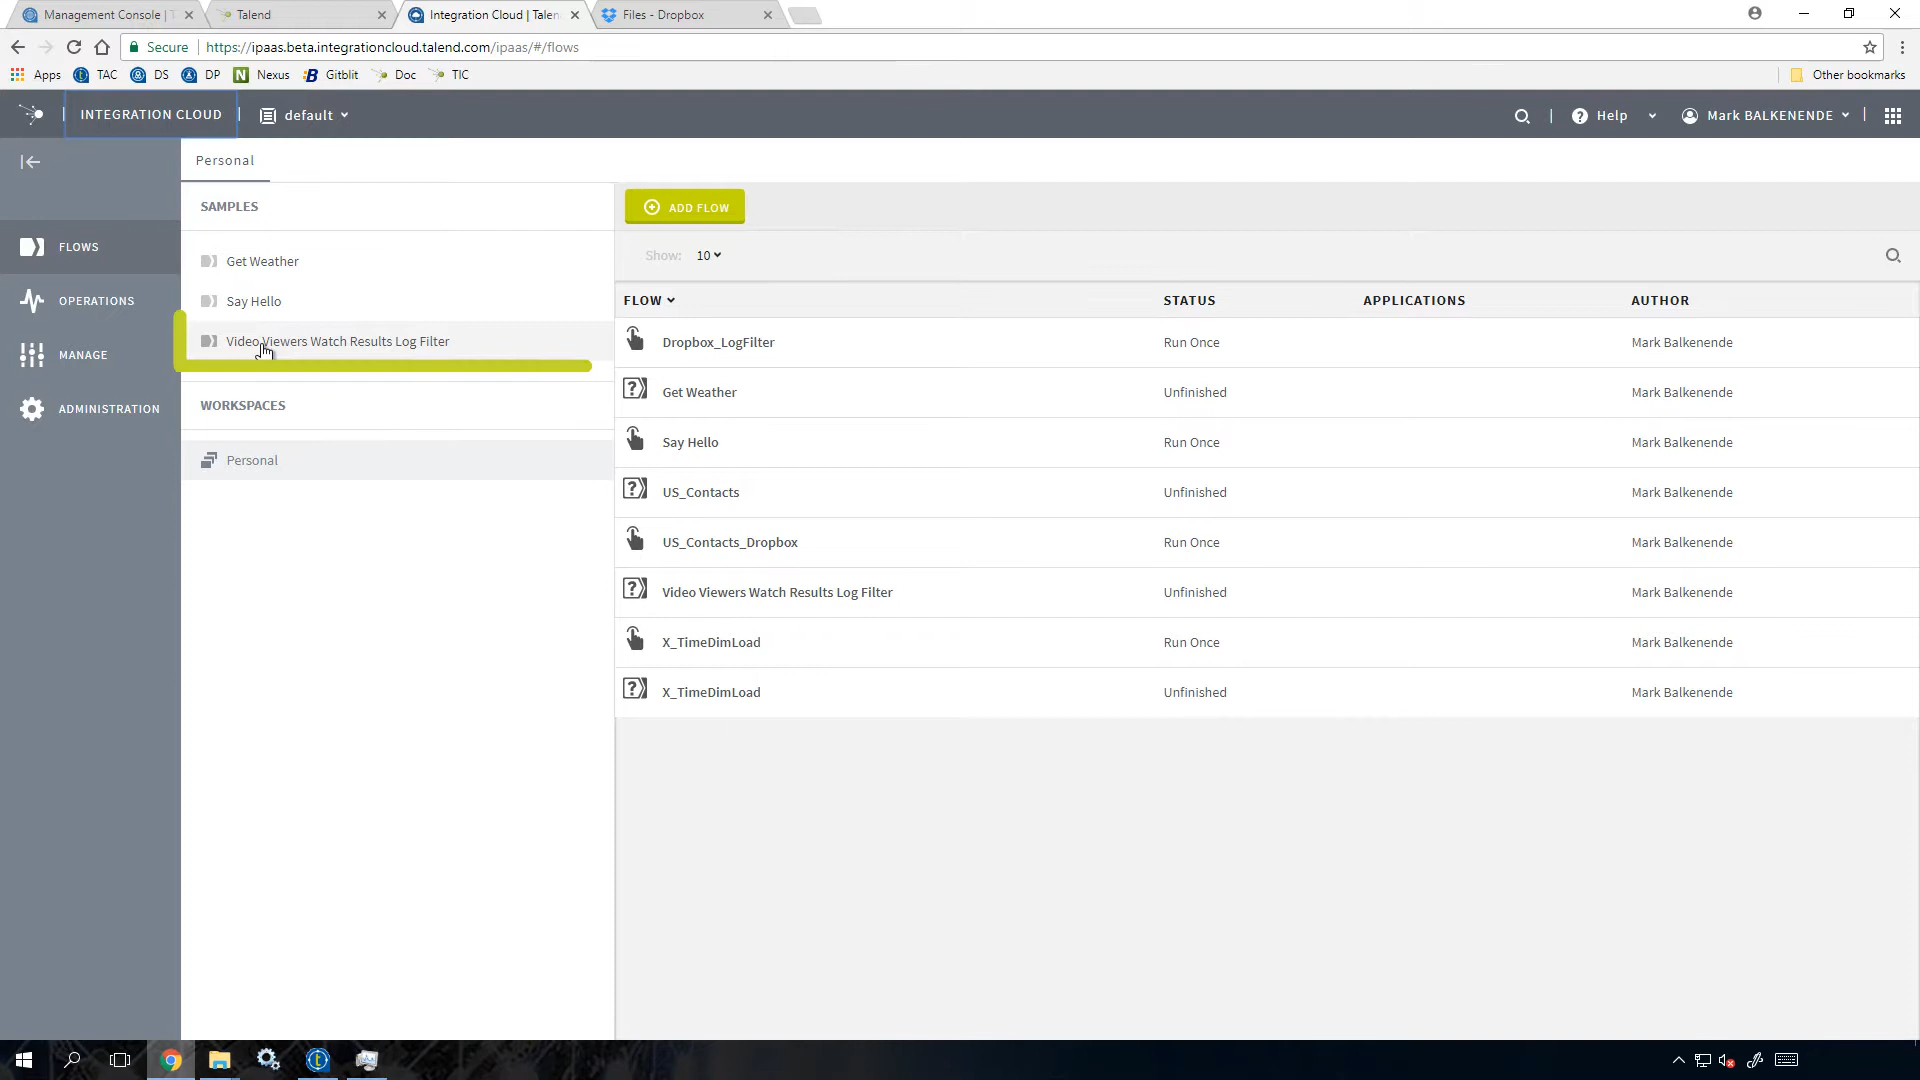 Management Console | T
Talend
Integration Cloud | Talen
Files - Dropbox
Secure
https://ipaas.beta.integrationcloud.talend.com/ipaas/#/flows
Apps
TAC
DS
DP
Nexus
Gitblit
Doc
TIC
Other bookmarks
INTEGRATION CLOUD
default
Help
Mark BALKENENDE
FLOWS
OPERATIONS
MANAGE
ADMINISTRATION
Personal
SAMPLES
Get Weather
Say Hello
Video Viewers Watch Results Log Filter
WORKSPACES
Personal
ADD FLOW
Show: 10
FLOW STATUS APPLICATIONS AUTHOR
Dropbox_LogFilter Run Once Mark Balkenende
Get Weather Unfinished Mark Balkenende
Say Hello Run Once Mark Balkenende
US_Contacts Unfinished Mark Balkenende
US_Contacts_Dropbox Run Once Mark Balkenende
Video Viewers Watch Results Log Filter Unfinished Mark Balkenende
X_TimeDimLoad Run Once Mark Balkenende
X_TimeDimLoad Unfinished Mark Balkenende